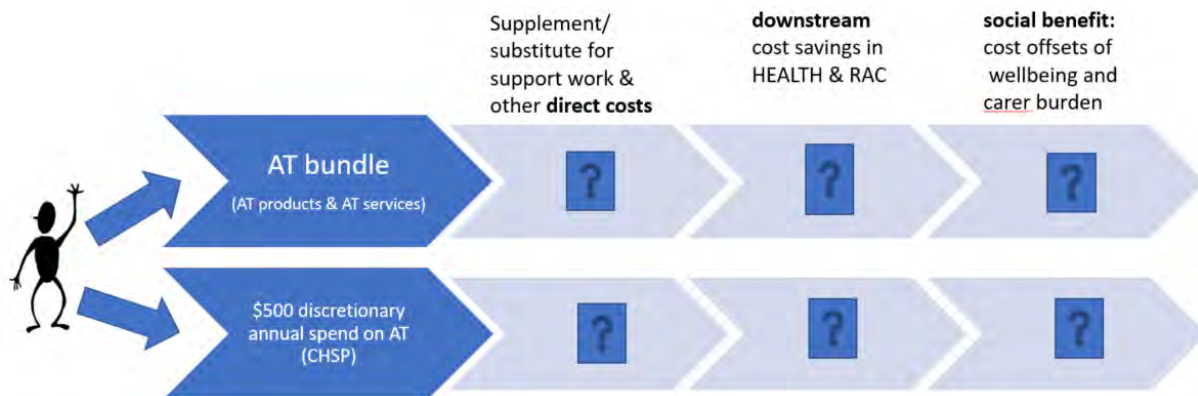 Supplement/
substitute for
support work &
other direct costs
downstream
cost savings in
HEALTH & RAC
social benefit:
cost offsets of
wellbeing and
carer burden
AT bundle
(AT products & AT services)
?
?
?
$500 discretionary
annual spend on AT
(CHSP)
?
?
?